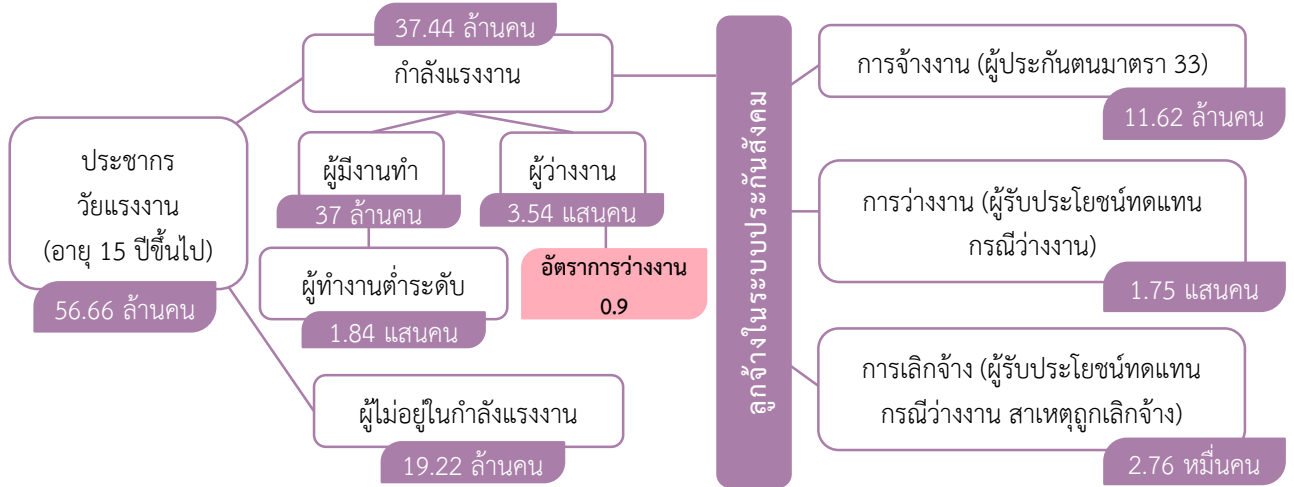 ประชากร
วัยแรงงาน
(อายุ 15 ปีขึ้นไป)
56.66 ล้านคน
37.44 ล้านคน
กำลังแรงงาน
ผู้มีงานทำ
37 ล้านคน
ผู้ว่างงาน
3.54 แสนคน
ผู้ทำงานต่ำระดับ
1.84 แสนคน
อัตราการว่างงาน
0.9
ผู้ไม่อยู่ในกำลังแรงงาน
19.22 ล้านคน
ลูกจ้างในระบบประกันสังคม
การจ้างงาน (ผู้ประกันตนมาตรา 33)
11.62 ล้านคน
การว่างงาน (ผู้รับประโยชน์ทดแทน
กรณีว่างงาน)
1.75 แสนคน
การเลิกจ้าง (ผู้รับประโยชน์ทดแทน
กรณีว่างงาน สาเหตุถูกเลิกจ้าง)
2.76 หมื่นคน